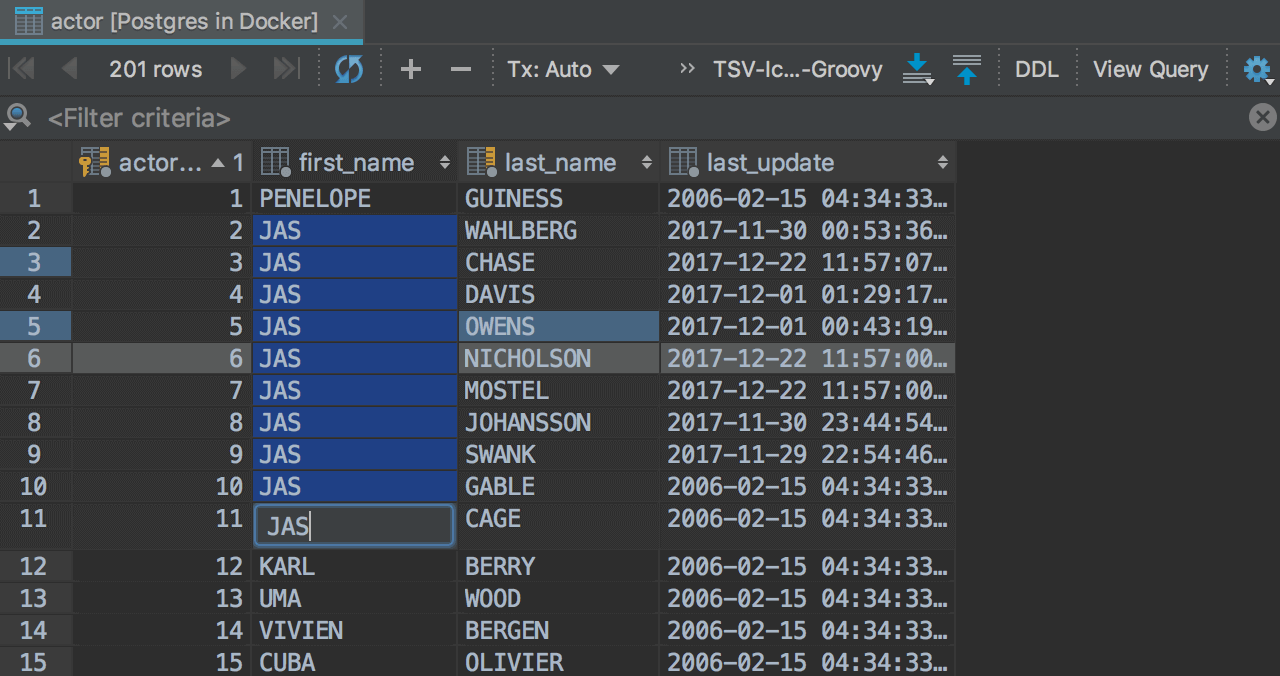 actor [Postgres in Docker]
201 rows Tx: Auto TSV-Ic...-Groovy DDL View Query
<Filter criteria>
actor... 1 first_name last_name last_update
1 1 PENELOPE GUINESS 2006-02-15 04:34:33…
2 2 JAS WAHLBERG 2017-11-30 00:53:36…
3 3 JAS CHASE 2017-12-22 11:57:07…
4 4 JAS DAVIS 2017-12-01 01:29:17…
5 5 JAS OWENS 2017-12-01 00:43:19…
6 6 JAS NICHOLSON 2017-12-22 11:57:00…
7 7 JAS MOSTEL 2017-12-22 11:57:00…
8 8 JAS JOHANSSON 2017-11-30 23:44:54…
9 9 JAS SWANK 2017-11-29 22:54:46…
10 10 JAS GABLE 2006-02-15 04:34:33…
11 11 JAS CAGE 2006-02-15 04:34:33…
12 12 KARL BERRY 2006-02-15 04:34:33…
13 13 UMA WOOD 2006-02-15 04:34:33…
14 14 VIVIEN BERGEN 2006-02-15 04:34:33…
15 15 CUBA OLIVIER 2006-02-15 04:34:33…